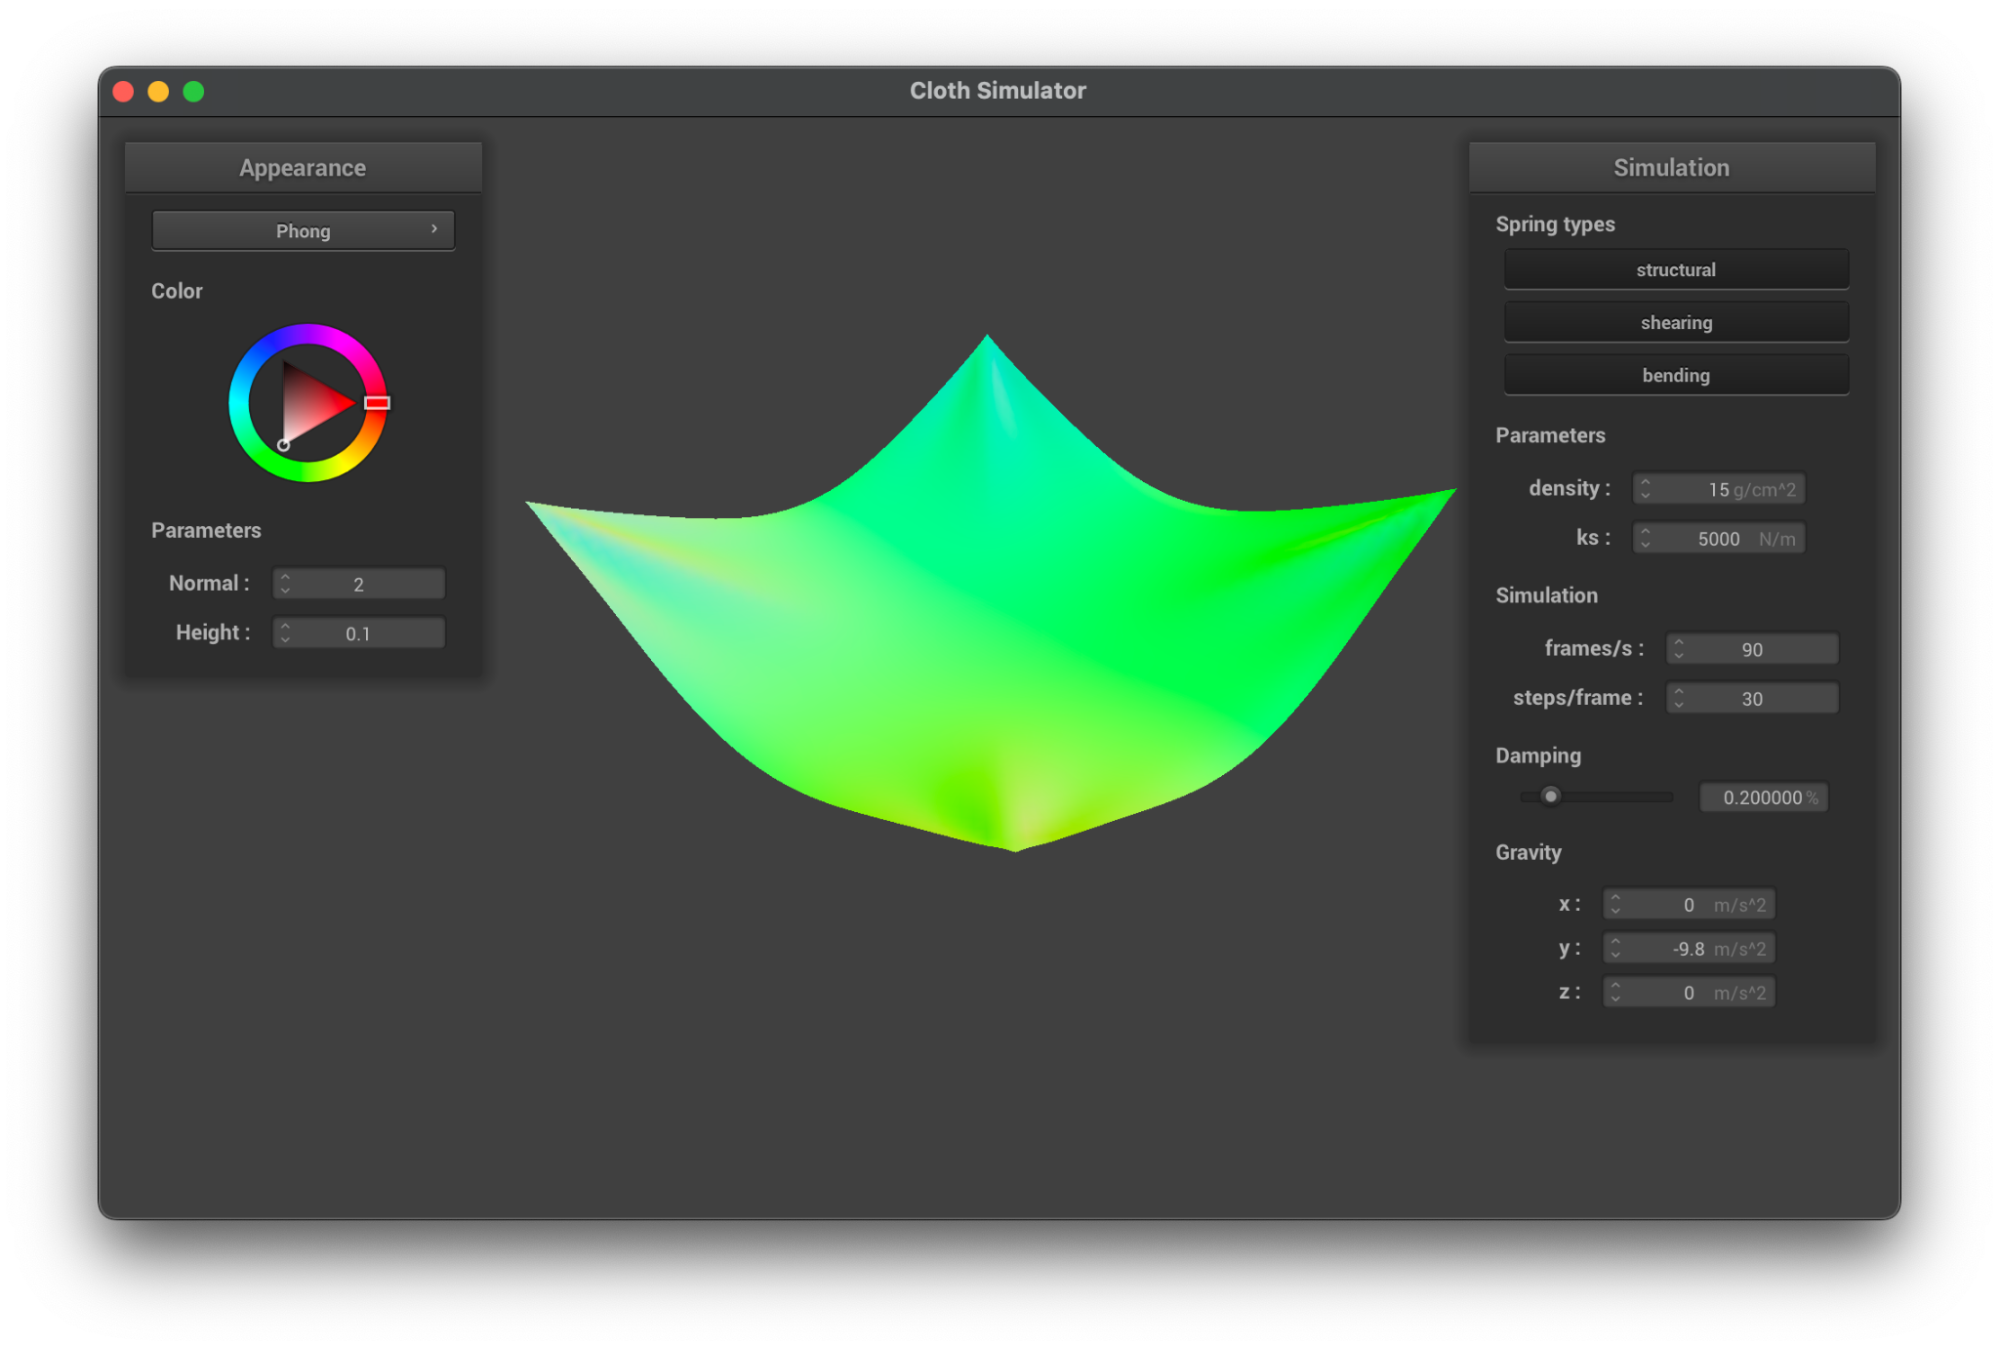 Cloth Simulator
Appearance
Phong
Color
Parameters
Normal : 2
Height : 0.1
Simulation
Spring types
structural
shearing
bending
Parameters
density : 15 g/cm^2
ks : 5000 N/m
Simulation
frames/s : 90
steps/frame : 30
Damping
0.200000 %
Gravity
x : 0 m/s^2
y : -9.8 m/s^2
z : 0 m/s^2